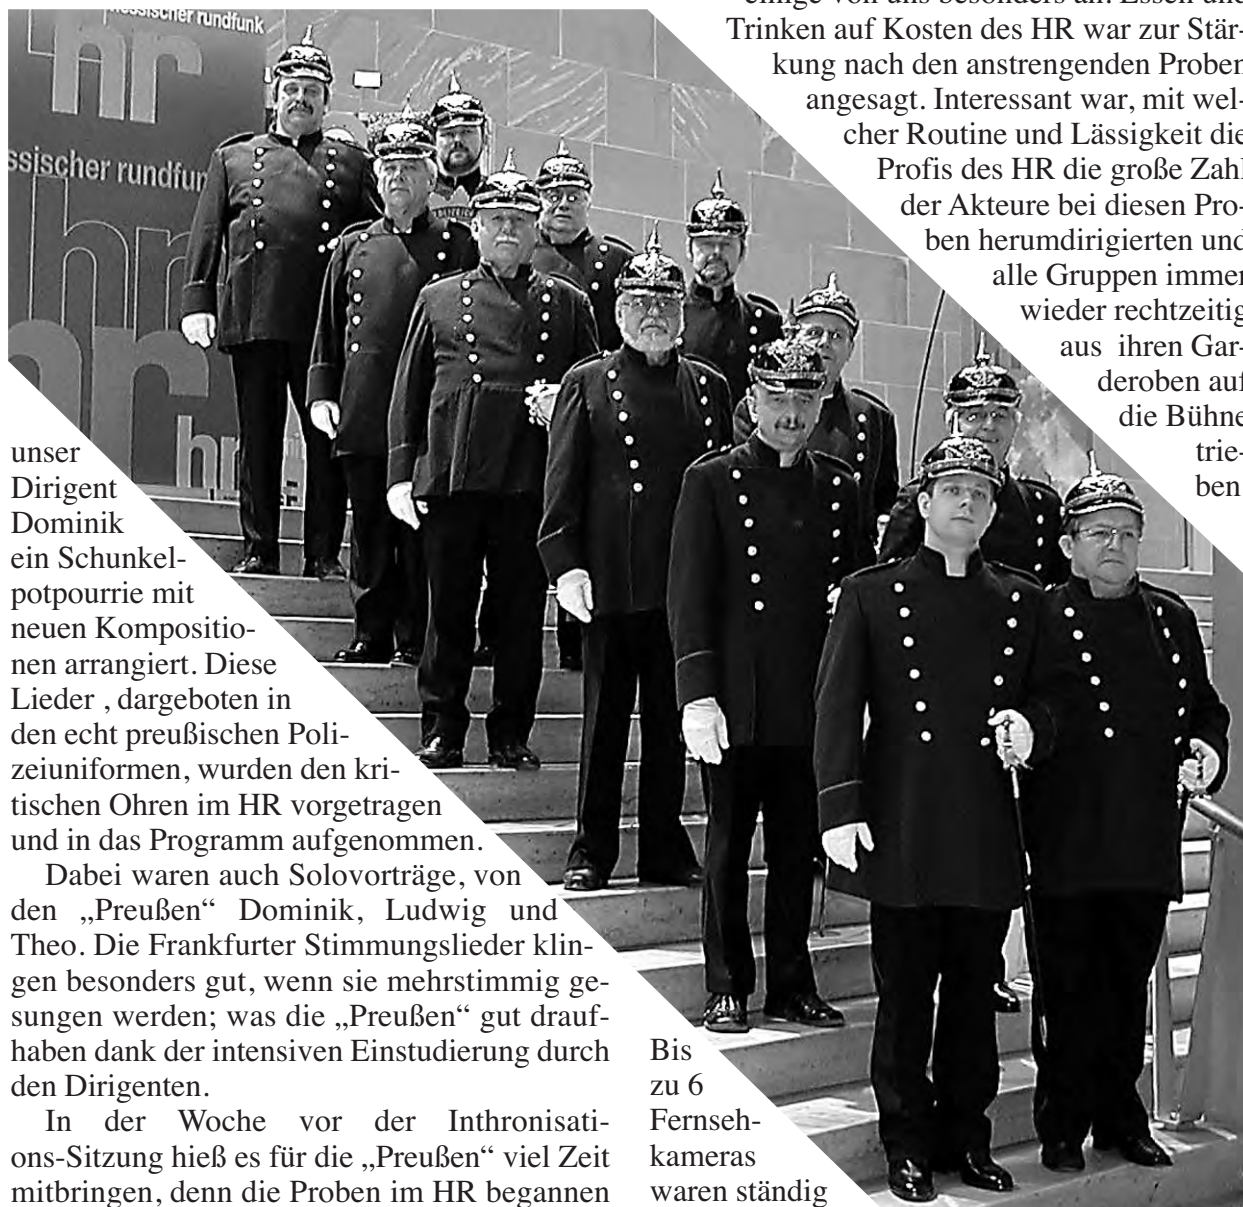 hessischer rundfunk
hr
ssischer rundfun
hr
hr
hr
unser
Dirigent
Dominik
ein Schunkel-
potpourrie mit
neuen Kompositio-
nen arrangiert. Diese
Lieder , dargeboten in
den echt preußischen Poli-
zeiuniformen, wurden den kri-
tischen Ohren im HR vorgetragen
und in das Programm aufgenommen.
Dabei waren auch Solovorträge, von
den „Preußen“ Dominik, Ludwig und
Theo. Die Frankfurter Stimmungslieder klin-
gen besonders gut, wenn sie mehrstimmig ge-
sungen werden; was die „Preußen“ gut drauf-
haben dank der intensiven Einstudierung durch
den Dirigenten.
In der Woche vor der Inthronisati-
ons-Sitzung hieß es für die „Preußen“ viel Zeit
mitbringen, denn die Proben im HR begannen
einige von uns besonders an. Essen und
Trinken auf Kosten des HR war zur Stär-
kung nach den anstrengenden Proben
angesagt. Interessant war, mit wel-
cher Routine und Lässigkeit die
Profis des HR die große Zahl
der Akteure bei diesen Pro-
ben herumdirigierten und
alle Gruppen immer
wieder rechtzeitig
aus ihren Gar-
deroben auf
die Bühne
trie-
ben
Bis
zu 6
Fernseh-
kameras
waren ständig